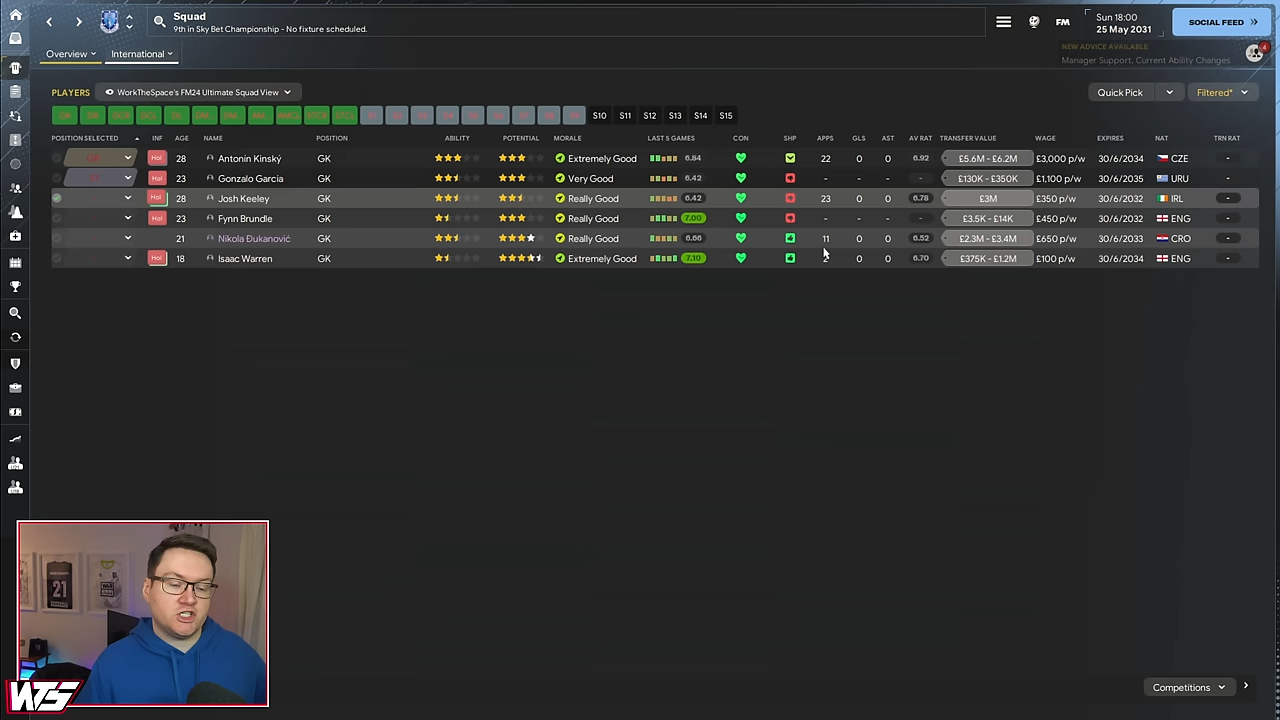 Squad
9th in Sky Bet Championship - No fixture scheduled.
FM
Sun 18:00
25 May 2031
SOCIAL FEED
Overview
International
NEW ADVICE AVAILABLE
Manager Support, Current Ability Changes
4
PLAYERS
WorkTheSpace's FM24 Ultimate Squad View
Quick Pick
Filtered*
S10 S11 S12 S13 S14 S15
POSITION SELECTED INF AGE NAME POSITION ABILITY POTENTIAL MORALE LAST 5 GAMES CON SHP APPS GLS AST AV RAT TRANSFER VALUE WAGE EXPIRES NAT TRN RAT
GK Hol 28 Antonín Kinský GK Extremely Good 6.84 22 0 0 6.92 £5.6M - £6.2M £3,000 p/w 30/6/2034 CZE -
S1 Hol 23 Gonzalo García GK Very Good 6.42 - 0 0 - £130K - £350K £1,100 p/w 30/6/2035 URU -
Hol 28 Josh Keeley GK Really Good 6.42 23 0 0 6.78 £3M £350 p/w 30/6/2032 IRL -
Hol 23 Fynn Brundle GK Really Good 7.00 - 0 0 - £3.5K - £14K £450 p/w 30/6/2032 ENG -
21 Nikola Đukanović GK Really Good 6.66 11 0 0 6.52 £2.3M - £3.4M £650 p/w 30/6/2033 CRO -
Hol 18 Isaac Warren GK Extremely Good 7.10 2 0 0 6.70 £375K - £1.2M £100 p/w 30/6/2034 ENG -
21
WTS
Competitions